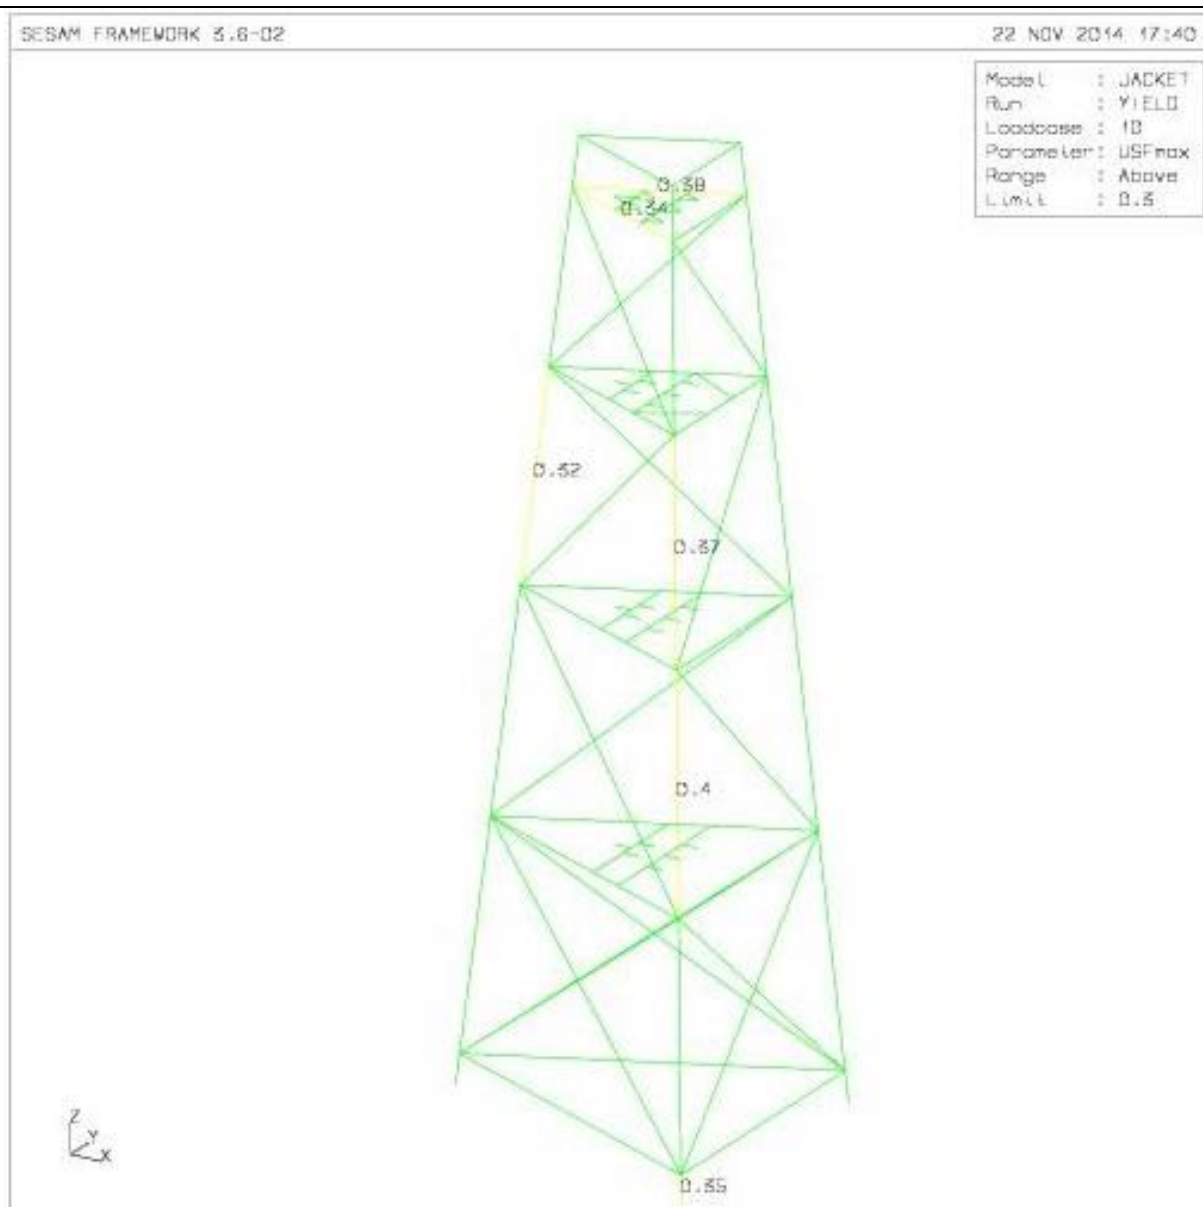 SESAM FRAMEWORK 3.6-02
22 NOV 2014 17:40
Model : JACKET
Run : YIELD
Loadcase : 10
Parameter: USFmax
Range : Above
Limit : 0.3
0.38
0.34
0.32
0.37
0.4
0.35
Z
Y
X